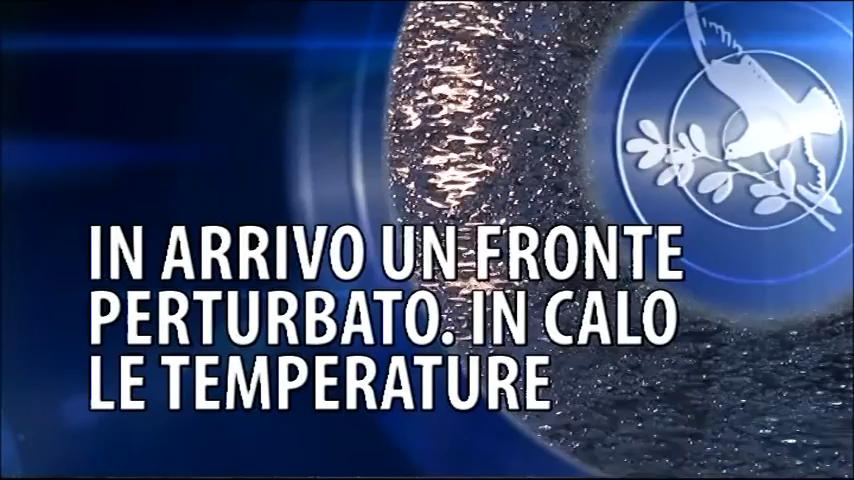 IN ARRIVO UN FRONTE
PERTURBATO. IN CALO
LE TEMPERATURE